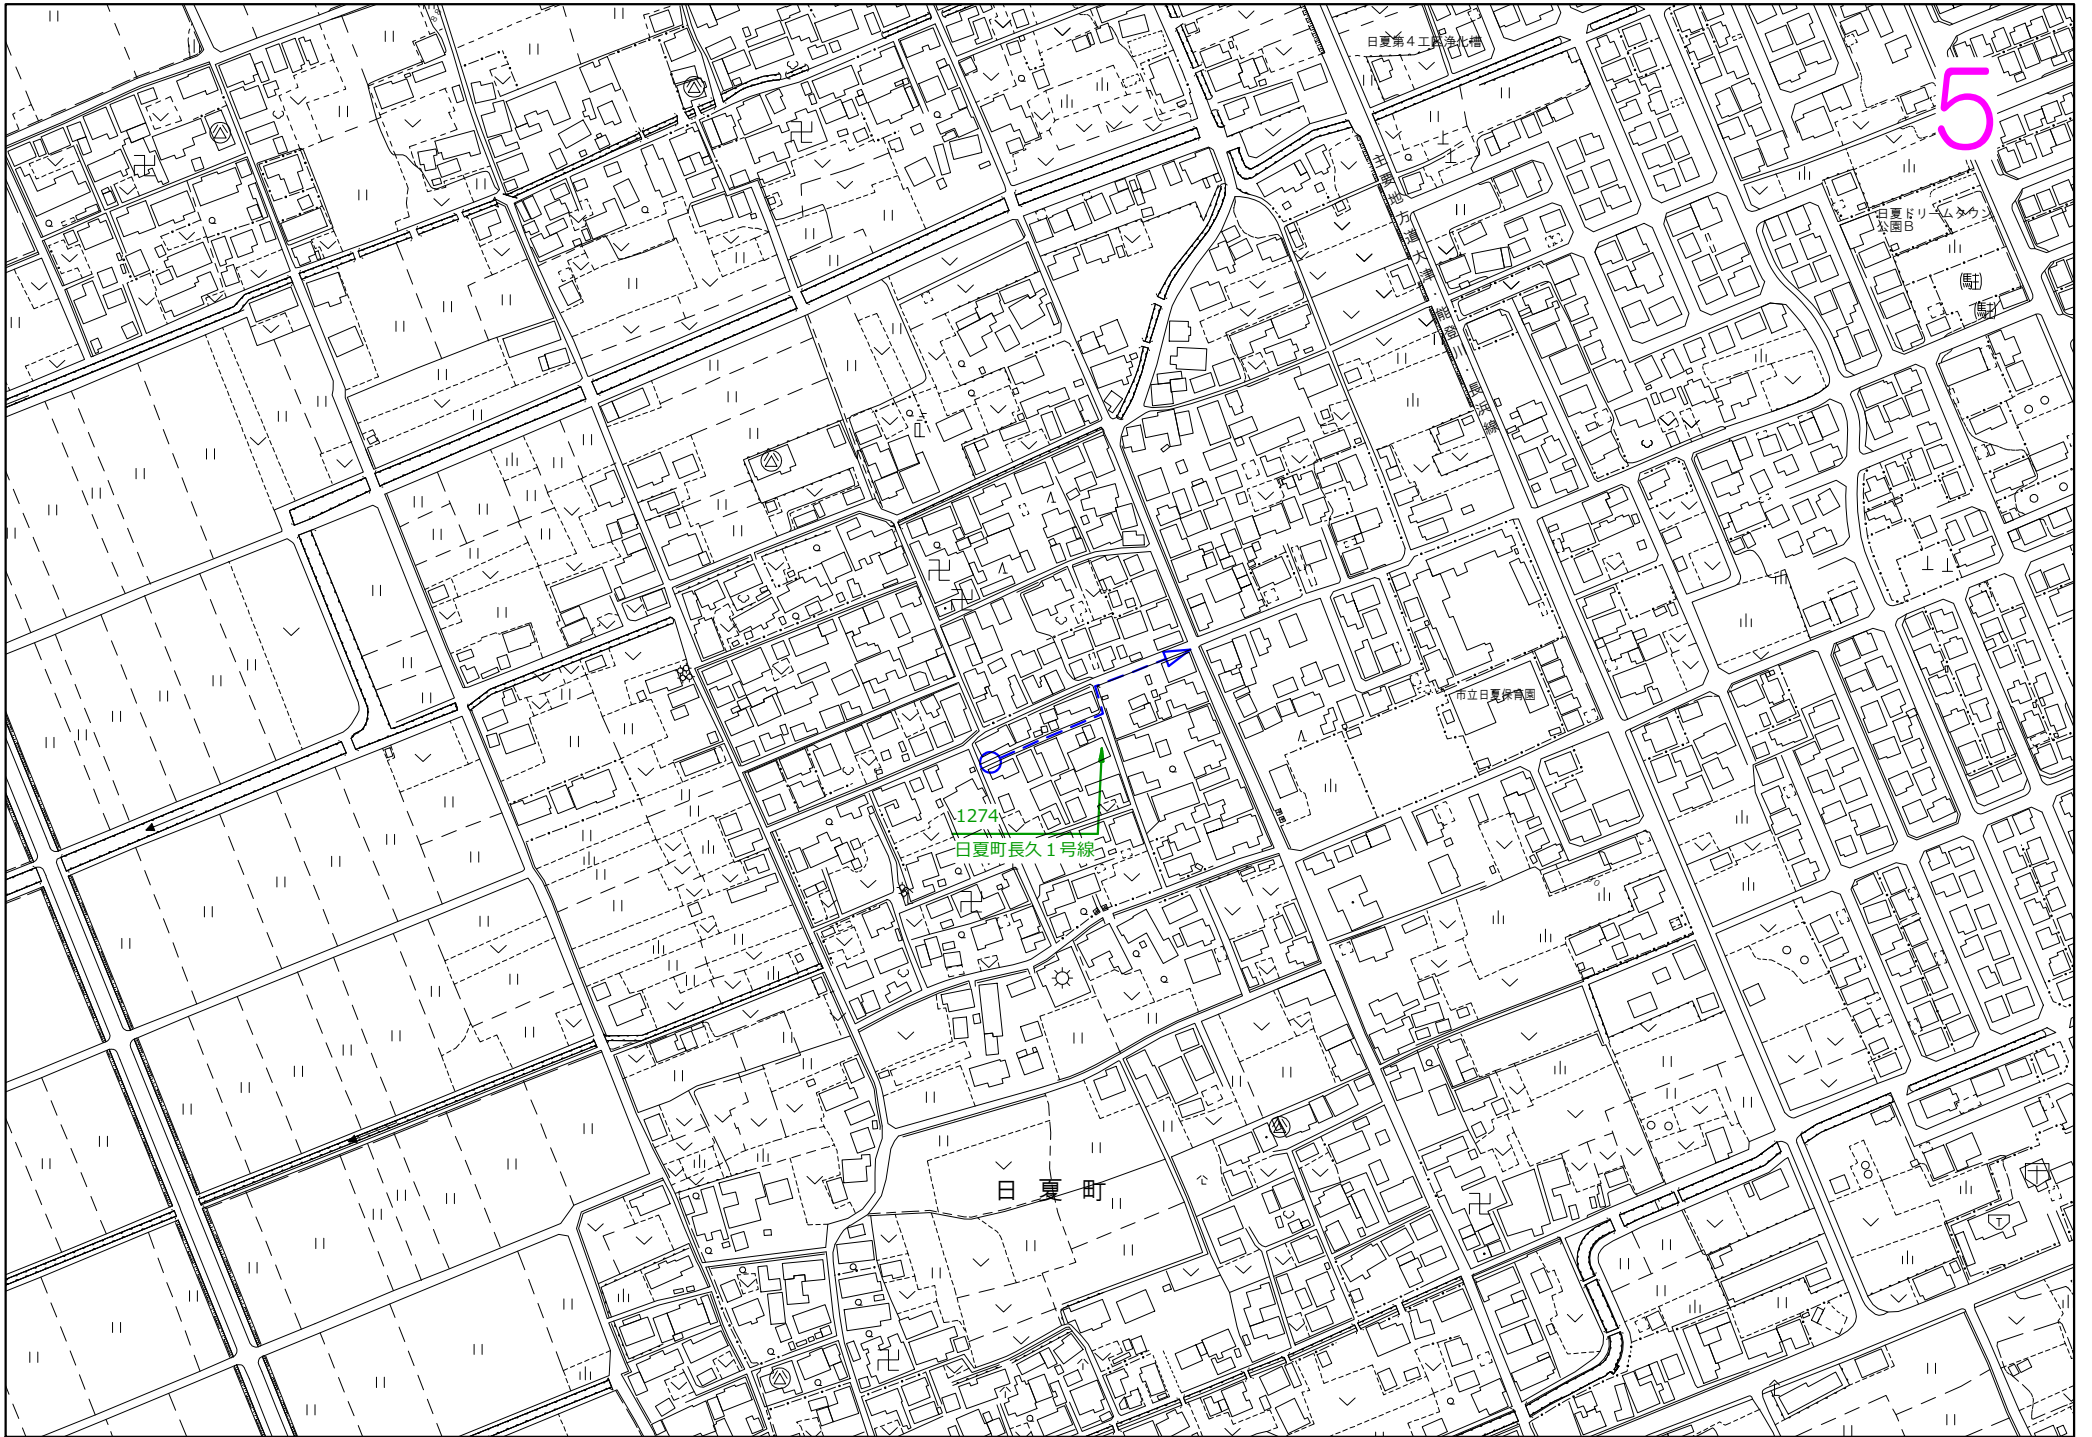 日夏第４工区浄化槽
5
主要地方道大津・能登川・長浜線
日夏ドリームタウン
公園Ｂ
(駐)
(駐)
市立日夏保育園
1274
日夏町長久１号線
日夏町